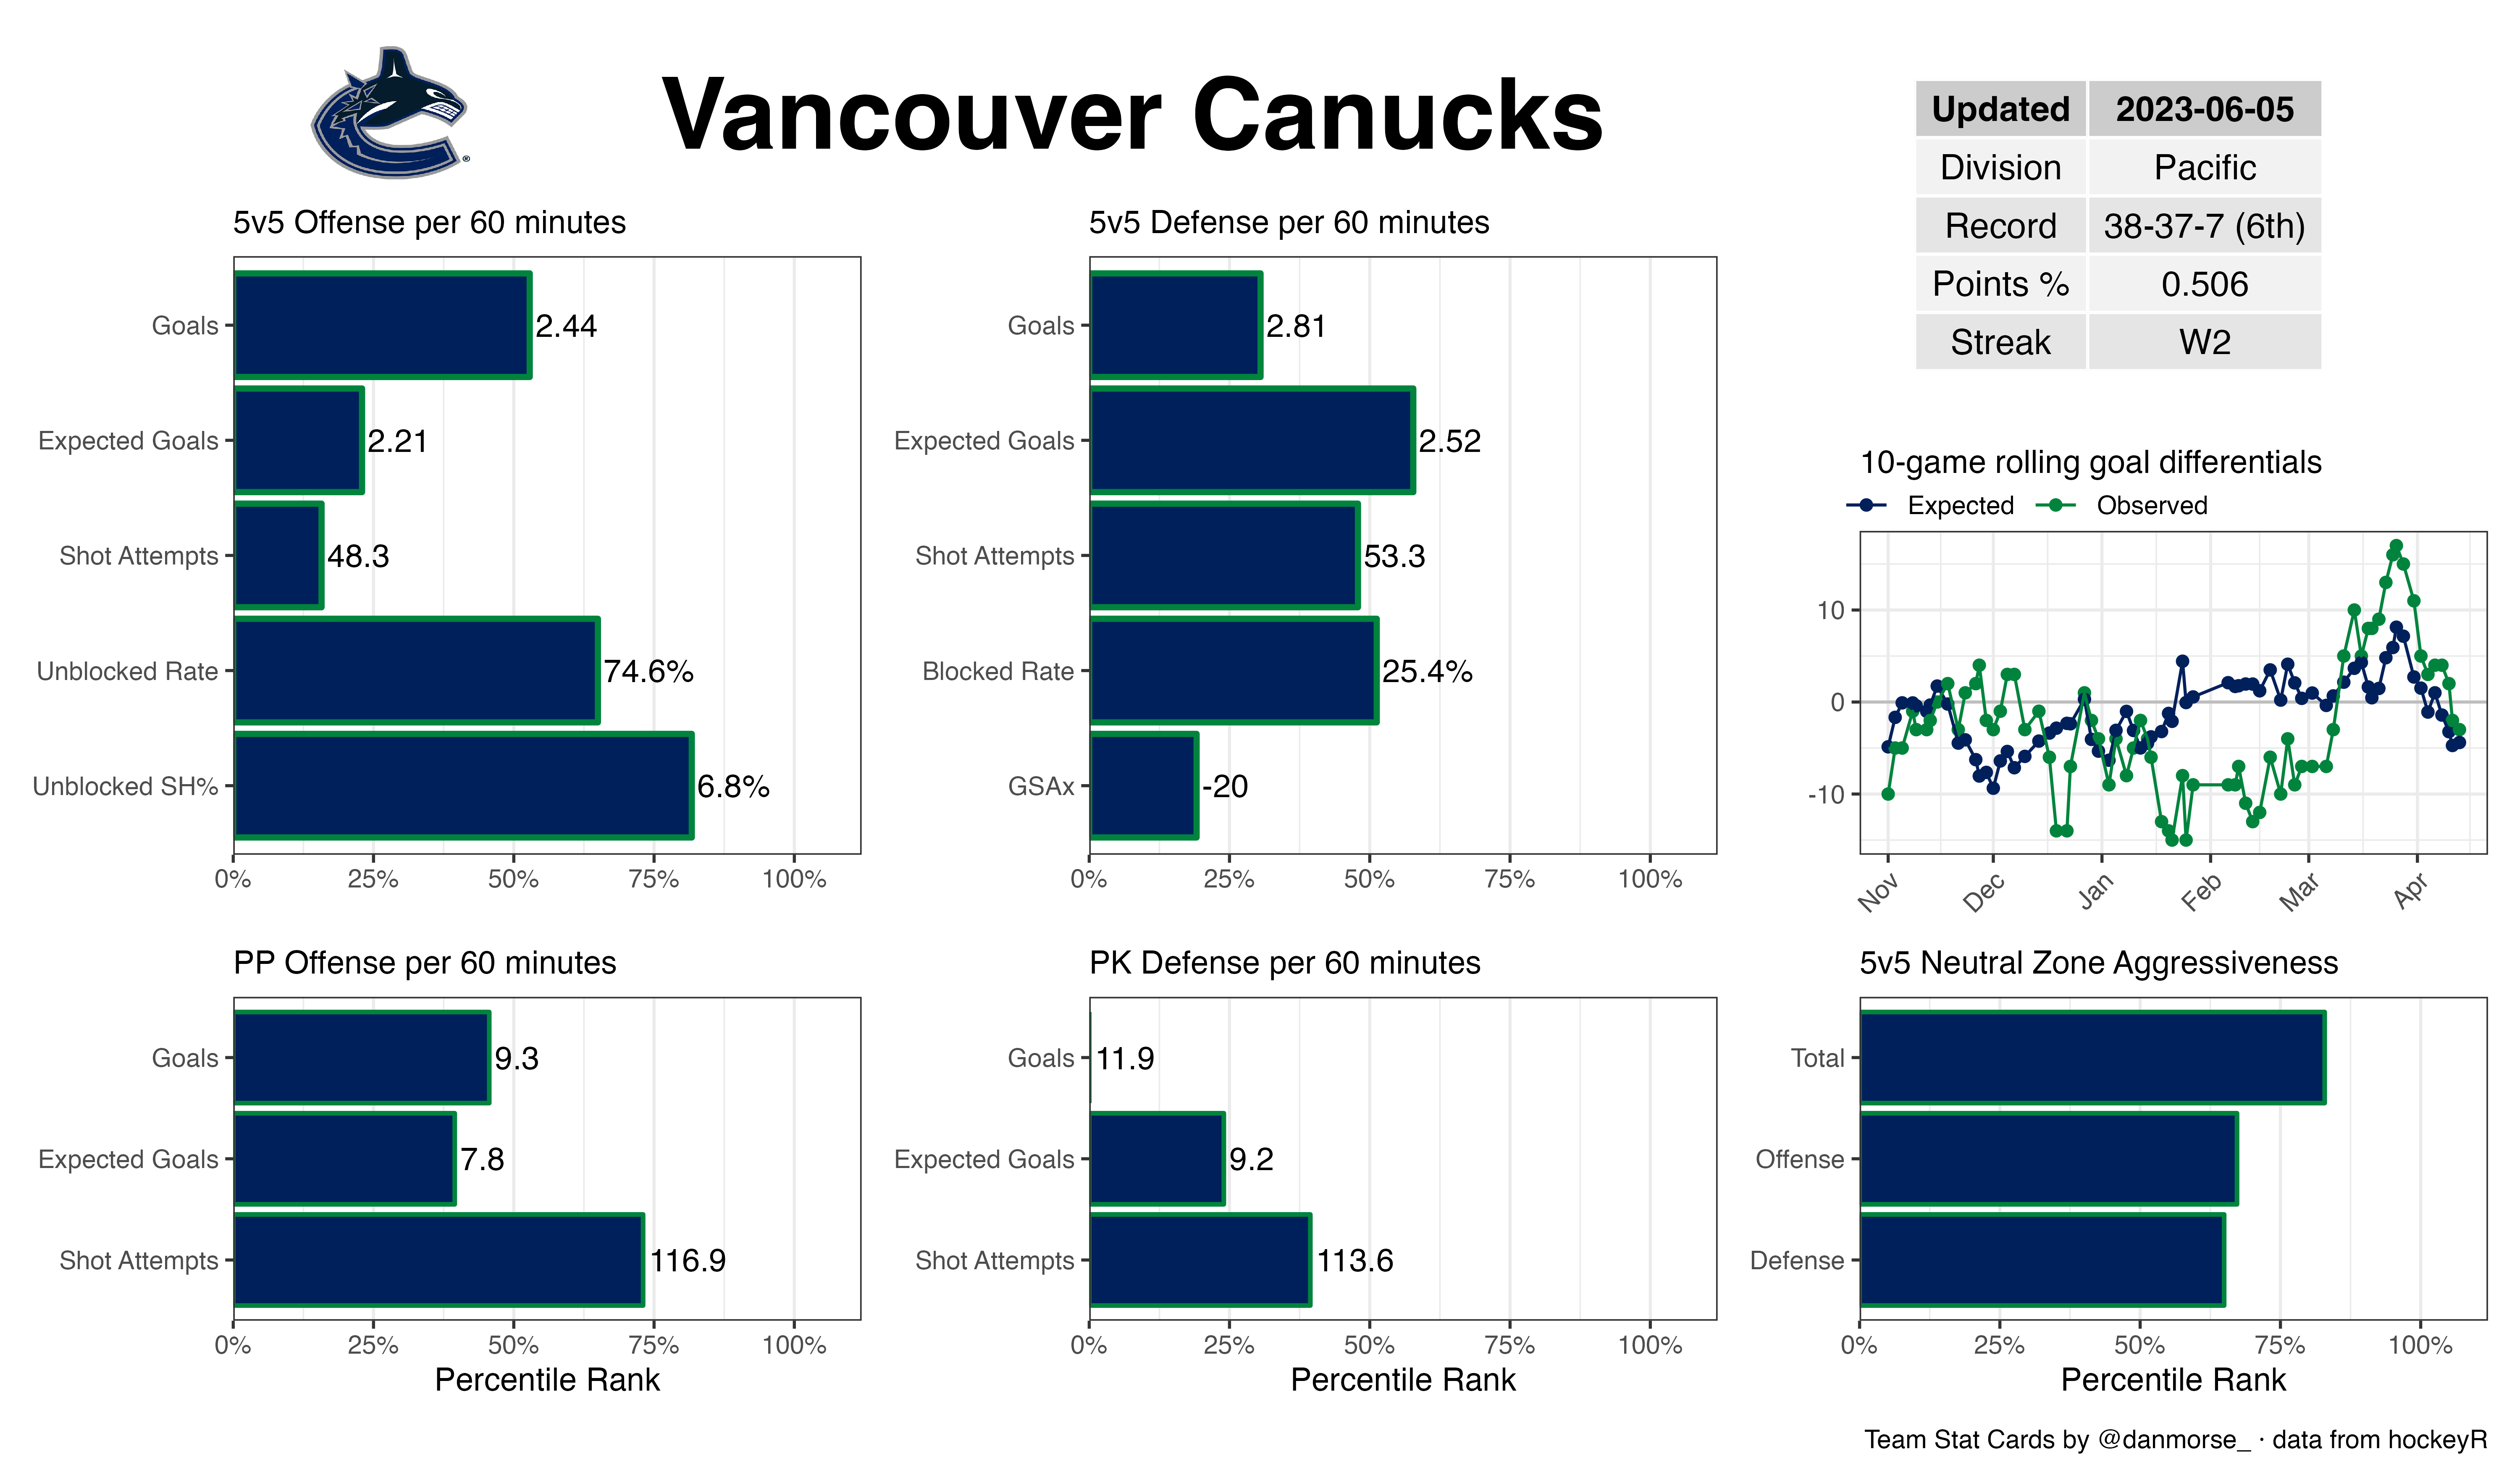 Vancouver Canucks
Updated 2023-06-05
Division Pacific
Record 38-37-7 (6th)
Points % 0.506
Streak W2
5v5 Offense per 60 minutes
Goals 2.44
Expected Goals 2.21
Shot Attempts 48.3
Unblocked Rate 74.6%
Unblocked SH% 6.8%
0% 25% 50% 75% 100%
5v5 Defense per 60 minutes
Goals 2.81
Expected Goals 2.52
Shot Attempts 53.3
Blocked Rate 25.4%
GSAx -20
0% 25% 50% 75% 100%
10-game rolling goal differentials
Expected Observed
10
0
-10
Nov Dec Jan Feb Mar Apr
PP Offense per 60 minutes
Goals 9.3
Expected Goals 7.8
Shot Attempts 116.9
0% 25% 50% 75% 100%
Percentile Rank
PK Defense per 60 minutes
Goals 11.9
Expected Goals 9.2
Shot Attempts 113.6
0% 25% 50% 75% 100%
Percentile Rank
5v5 Neutral Zone Aggressiveness
Total
Offense
Defense
0% 25% 50% 75% 100%
Percentile Rank
Team Stat Cards by @danmorse_ · data from hockeyR